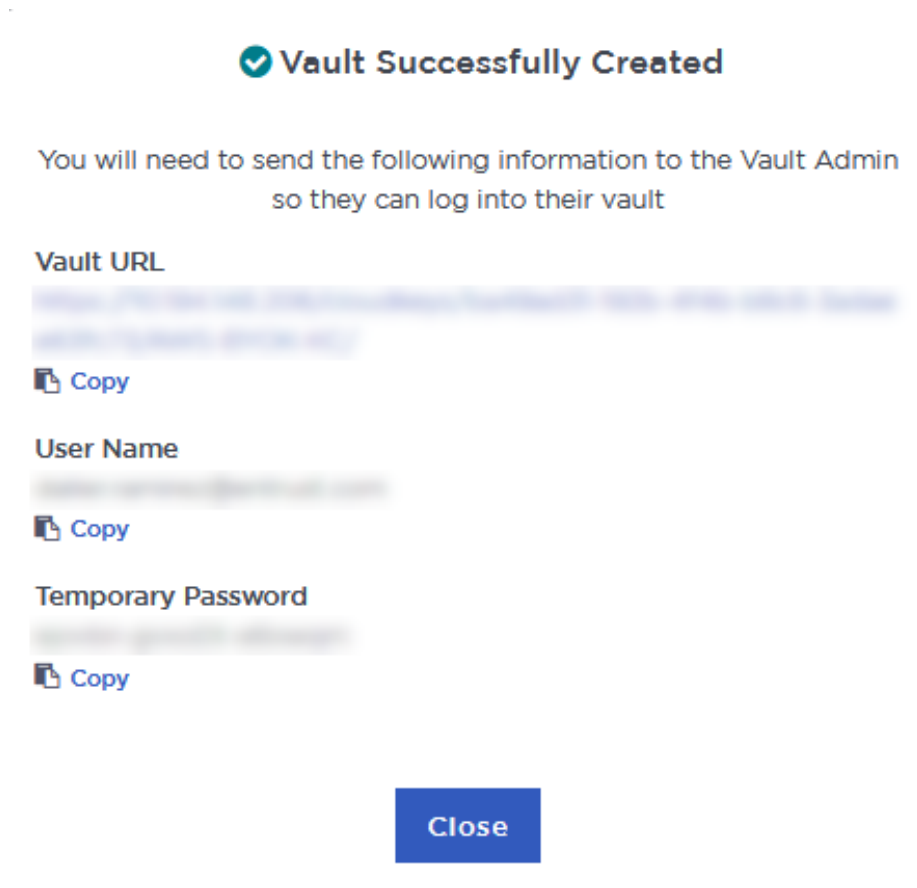 Vault Successfully Created
You will need to send the following information to the Vault Admin
so they can log into their vault
Vault URL
Copy
User Name
Copy
Temporary Password
Copy
Close